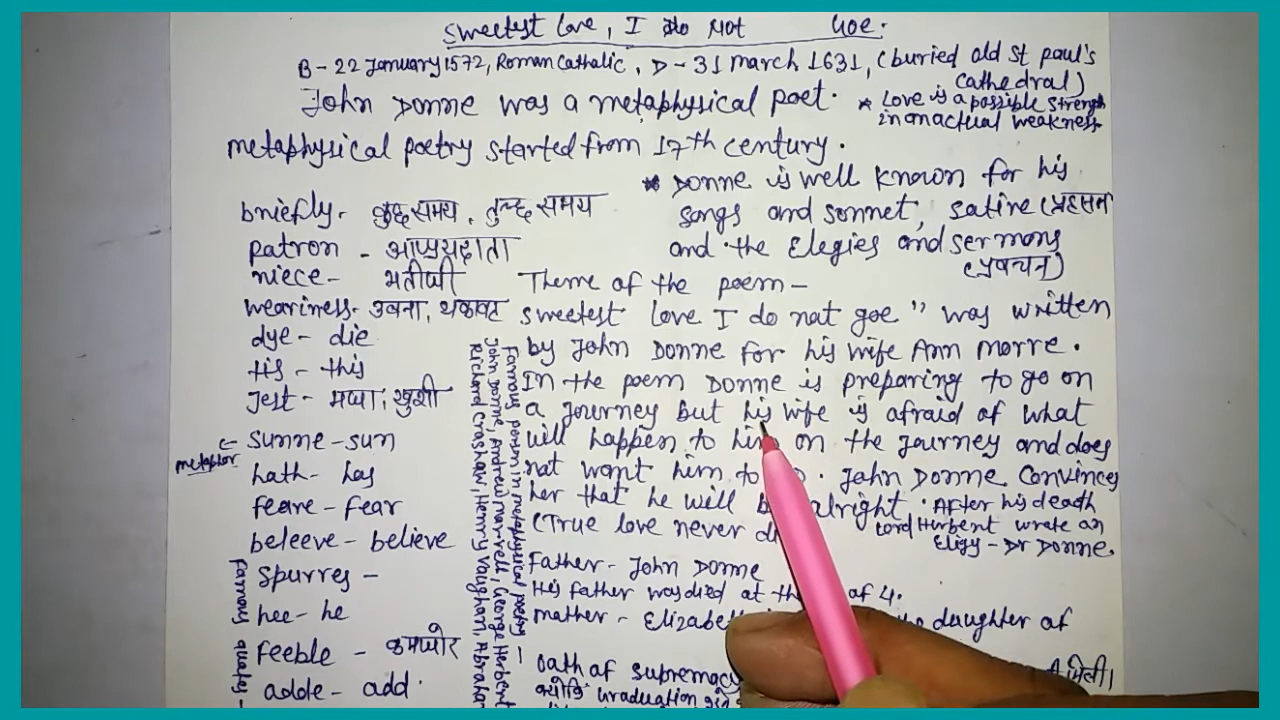 Sweetest Love, I do Not Goe.
B - 22 January 1572, Roman Catholic, D - 31 march 1631, (buried old St paul's Cathedral)
John Donne was a metaphysical poet.
* Love is a possible strength
in an actual weakness
metaphysical poetry started from 17th century.
* Donne is well known for his
songs and sonnet, satire (प्रहसन
and the Elegies and sermons
(प्रवचन)
briefly - कुछ समय, तुच्छ समय
patron - आश्रयदाता
niece - भतीजी
weariness - उबना, थकावट
dye - die
tis - this
Jest - मजा, खुशी
metaphor ← sunne - sun
hath - has
feare - fear
beleeve - believe
spurres -
hee - he
feeble - कमजोर
adde - add.
famous quates -
Famous person in metaphysical poetry -
John Donne, Andrew marvell, George Herbert
Richard Crashaw, Henry Vaughan, Abraham
Theme of the poem -
sweetest love I do not goe" was written
by John Donne for his wife Ann Morre.
In the poem Donne is preparing to go on
a journey but his wife is afraid of what
will happen to him on the journey and does
nat want him to. John Donne Convinces
her that he will alright.
(True love never
After his death
Lord Herbert wrote an
Eligy - Dr Donne.
Father - John Donne
His father was died at of 4.
mather - daughter of
Oath of supremacy
मिली।
क्योंकि Graduation